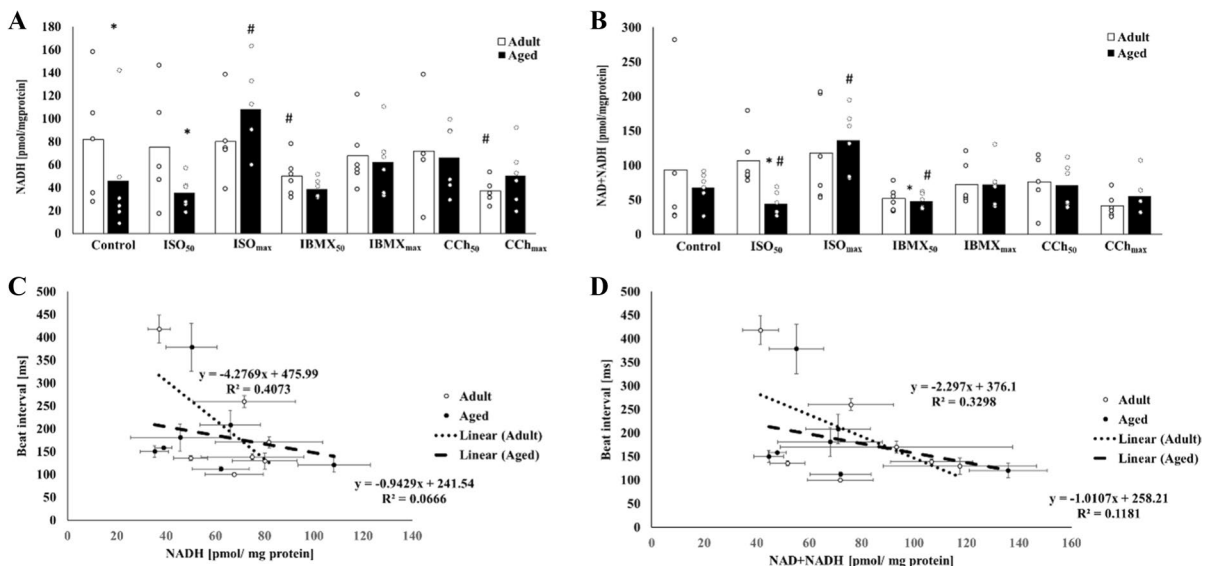 A
NADH [pmol/mgprotein]
180
160
140
120
100
80
60
40
20
0
*
*
#
#
#
Adult
Aged
Control
ISO50
ISOmax
IBMX50
IBMXmax
CCh50
CChmax
B
NAD+NADH [pmol/mgprotein]
300
250
200
150
100
50
0
* #
#
*
#
Adult
Aged
Control
ISO50
ISOmax
IBMX50
IBMXmax
CCh50
CChmax
C
Beat interval [ms]
500
450
400
350
300
250
200
150
100
50
0
y = -4.2769x + 475.99
R² = 0.4073
Adult
Aged
Linear (Adult)
Linear (Aged)
y = -0.9429x + 241.54
R² = 0.0666
0 20 40 60 80 100 120 140
NADH [pmol/ mg protein]
D
Beat interval [ms]
500
450
400
350
300
250
200
150
100
50
0
y = -2.297x + 376.1
R² = 0.3298
Adult
Aged
Linear (Adult)
Linear (Aged)
y = -1.0107x + 258.21
R² = 0.1181
0 20 40 60 80 100 120 140 160
NAD+NADH [pmol/ mg protein]